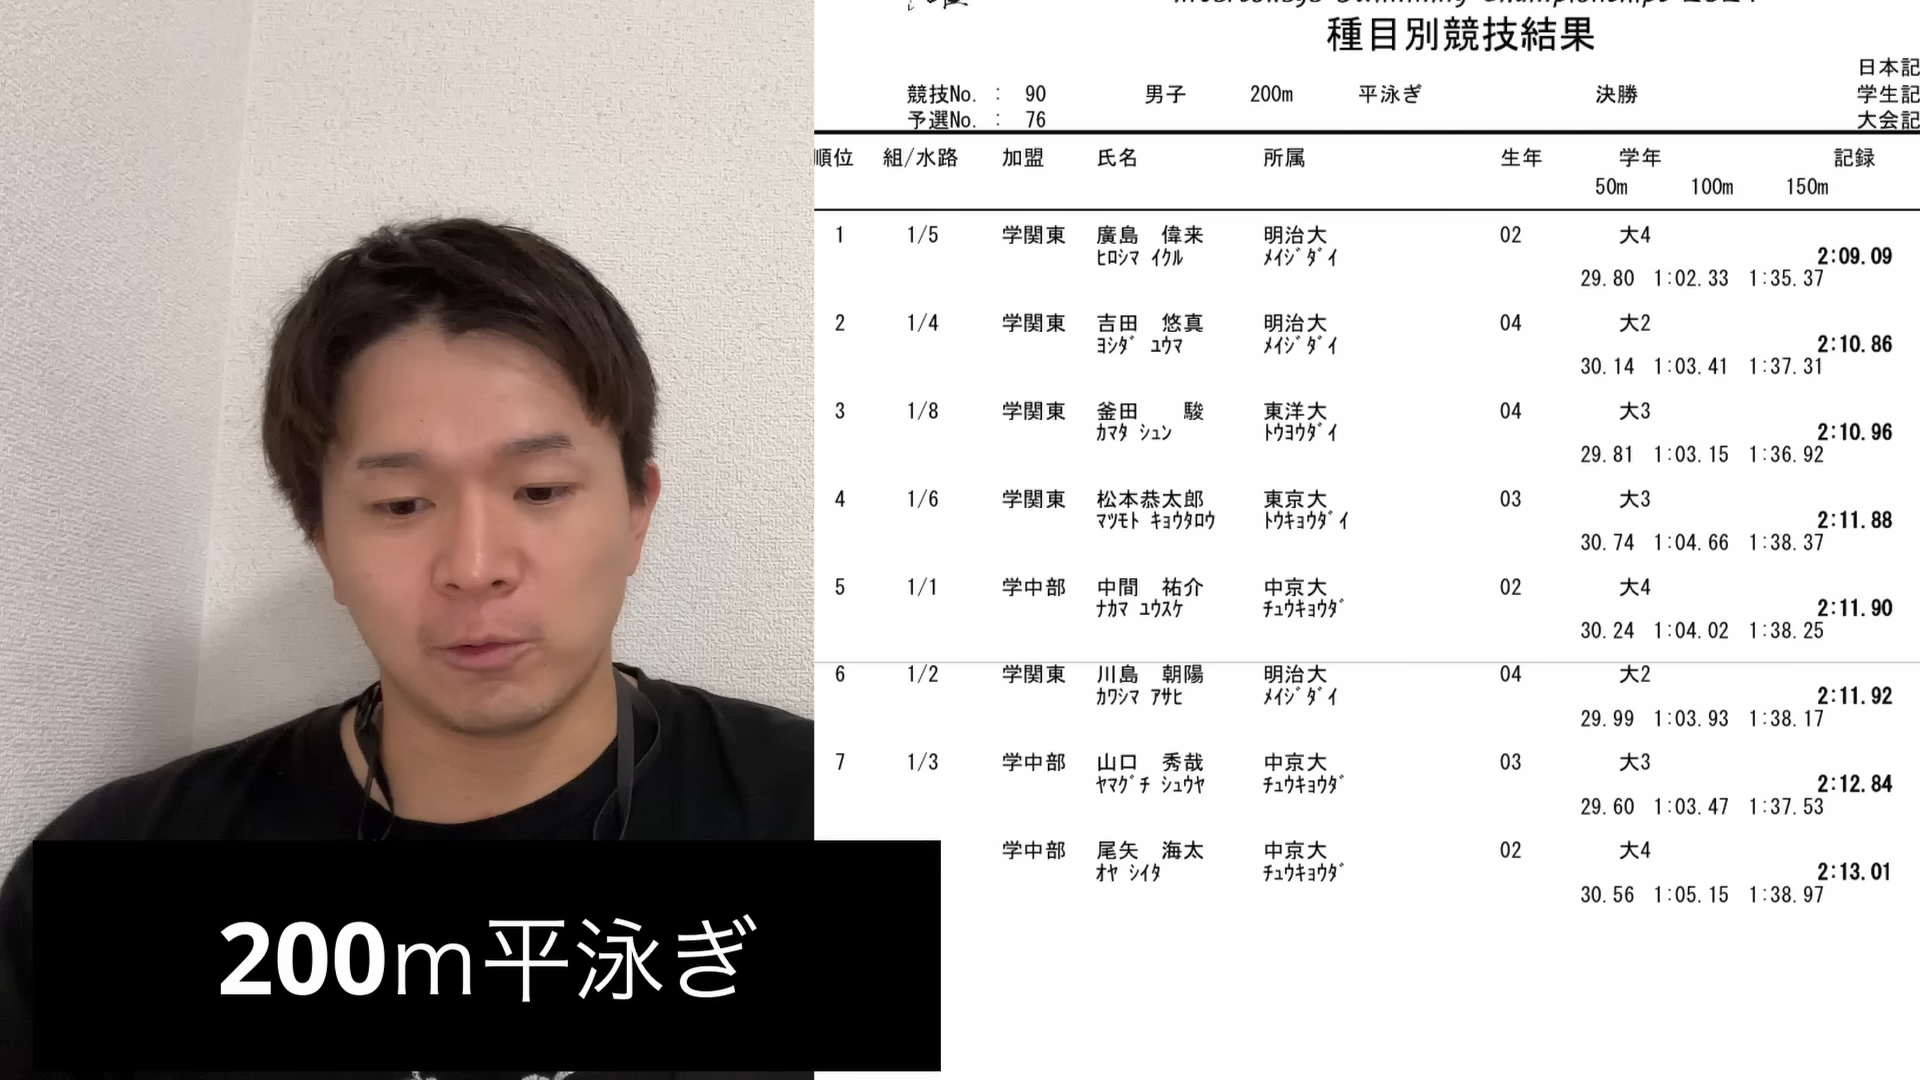 Intercollege Swimming Championships 2024
種目別競技結果
日本記
競技No. : 90 男子 200m 平泳ぎ 決勝 学生記
予選No. : 76 大会記
順位 組/水路 加盟 氏名 所属 生年 学年 記録
50m 100m 150m
1 1/5 学関東 廣島 偉来 明治大 02 大4
ﾋﾛｼﾏ ｲｸﾙ ﾒｲｼﾞﾀﾞｲ 2:09.09
29.80 1:02.33 1:35.37
2 1/4 学関東 吉田 悠真 明治大 04 大2
ﾖｼﾀﾞ ﾕｳﾏ ﾒｲｼﾞﾀﾞｲ 2:10.86
30.14 1:03.41 1:37.31
3 1/8 学関東 釜田 駿 東洋大 04 大3
ｶﾏﾀ ｼｭﾝ ﾄｳﾖｳﾀﾞｲ 2:10.96
29.81 1:03.15 1:36.92
4 1/6 学関東 松本恭太郎 東京大 03 大3
ﾏﾂﾓﾄ ｷｮｳﾀﾛｳ ﾄｳｷｮｳﾀﾞｲ 2:11.88
30.74 1:04.66 1:38.37
5 1/1 学中部 中間 祐介 中京大 02 大4
ﾅｶﾏ ﾕｳｽｹ ﾁｭｳｷｮｳﾀﾞ 2:11.90
30.24 1:04.02 1:38.25
6 1/2 学関東 川島 朝陽 明治大 04 大2
ｶﾜｼﾏ ｱｻﾋ ﾒｲｼﾞﾀﾞｲ 2:11.92
29.99 1:03.93 1:38.17
7 1/3 学中部 山口 秀哉 中京大 03 大3
ﾔﾏｸﾞﾁ ｼｭｳﾔ ﾁｭｳｷｮｳﾀﾞ 2:12.84
29.60 1:03.47 1:37.53
学中部 尾矢 海太 中京大 02 大4
ｵﾔ ｼｲﾀ ﾁｭｳｷｮｳﾀﾞ 2:13.01
30.56 1:05.15 1:38.97
200m平泳ぎ